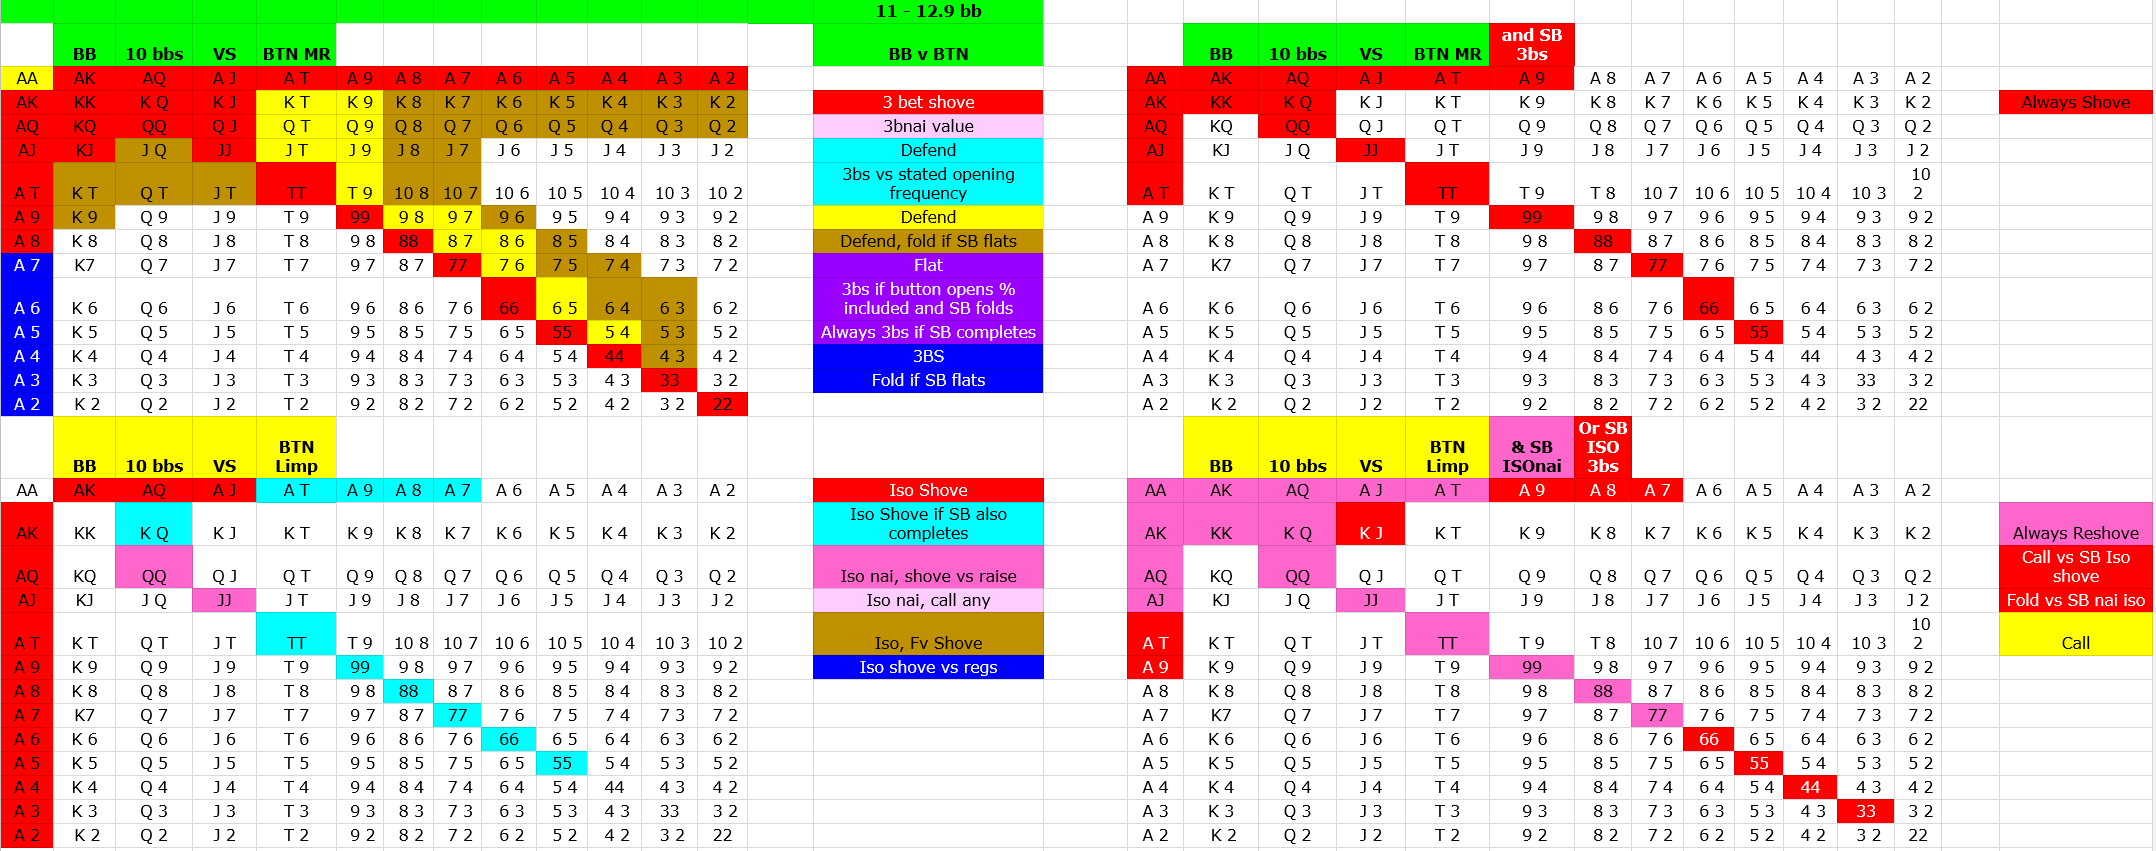 11 - 12.9 bb
BB 10 bbs VS BTN MR BB v BTN BB 10 bbs VS BTN MR and SB 3bs
AA AK AQ A J A T A 9 A 8 A 7 A 6 A 5 A 4 A 3 A 2 AA AK AQ A J A T A 9 A 8 A 7 A 6 A 5 A 4 A 3 A 2
AK KK K Q K J K T K 9 K 8 K 7 K 6 K 5 K 4 K 3 K 2 3 bet shove AK KK K Q K J K T K 9 K 8 K 7 K 6 K 5 K 4 K 3 K 2 Always Shove
AQ KQ QQ Q J Q T Q 9 Q 8 Q 7 Q 6 Q 5 Q 4 Q 3 Q 2 3bnai value AQ KQ QQ Q J Q T Q 9 Q 8 Q 7 Q 6 Q 5 Q 4 Q 3 Q 2
AJ KJ J Q JJ J T J 9 J 8 J 7 J 6 J 5 J 4 J 3 J 2 Defend AJ KJ J Q JJ J T J 9 J 8 J 7 J 6 J 5 J 4 J 3 J 2
A T K T Q T J T TT T 9 10 8 10 7 10 6 10 5 10 4 10 3 10 2 3bs vs stated opening frequency A T K T Q T J T TT T 9 T 8 10 7 10 6 10 5 10 4 10 3 10 2
A 9 K 9 Q 9 J 9 T 9 99 9 8 9 7 9 6 9 5 9 4 9 3 9 2 Defend A 9 K 9 Q 9 J 9 T 9 99 9 8 9 7 9 6 9 5 9 4 9 3 9 2
A 8 K 8 Q 8 J 8 T 8 9 8 88 8 7 8 6 8 5 8 4 8 3 8 2 Defend, fold if SB flats A 8 K 8 Q 8 J 8 T 8 9 8 88 8 7 8 6 8 5 8 4 8 3 8 2
A 7 K7 Q 7 J 7 T 7 9 7 8 7 77 7 6 7 5 7 4 7 3 7 2 Flat A 7 K7 Q 7 J 7 T 7 9 7 8 7 77 7 6 7 5 7 4 7 3 7 2
A 6 K 6 Q 6 J 6 T 6 9 6 8 6 7 6 66 6 5 6 4 6 3 6 2 3bs if button opens % included and SB folds A 6 K 6 Q 6 J 6 T 6 9 6 8 6 7 6 66 6 5 6 4 6 3 6 2
A 5 K 5 Q 5 J 5 T 5 9 5 8 5 7 5 6 5 55 5 4 5 3 5 2 Always 3bs if SB completes A 5 K 5 Q 5 J 5 T 5 9 5 8 5 7 5 6 5 55 5 4 5 3 5 2
A 4 K 4 Q 4 J 4 T 4 9 4 8 4 7 4 6 4 5 4 44 4 3 4 2 3BS A 4 K 4 Q 4 J 4 T 4 9 4 8 4 7 4 6 4 5 4 44 4 3 4 2
A 3 K 3 Q 3 J 3 T 3 9 3 8 3 7 3 6 3 5 3 4 3 33 3 2 Fold if SB flats A 3 K 3 Q 3 J 3 T 3 9 3 8 3 7 3 6 3 5 3 4 3 33 3 2
A 2 K 2 Q 2 J 2 T 2 9 2 8 2 7 2 6 2 5 2 4 2 3 2 22 A 2 K 2 Q 2 J 2 T 2 9 2 8 2 7 2 6 2 5 2 4 2 3 2 22
BB 10 bbs VS BTN Limp BB 10 bbs VS BTN Limp & SB ISOnai Or SB ISO 3bs
AA AK AQ A J A T A 9 A 8 A 7 A 6 A 5 A 4 A 3 A 2 Iso Shove AA AK AQ A J A T A 9 A 8 A 7 A 6 A 5 A 4 A 3 A 2
AK KK K Q K J K T K 9 K 8 K 7 K 6 K 5 K 4 K 3 K 2 Iso Shove if SB also completes AK KK K Q K J K T K 9 K 8 K 7 K 6 K 5 K 4 K 3 K 2 Always Reshove
AQ KQ QQ Q J Q T Q 9 Q 8 Q 7 Q 6 Q 5 Q 4 Q 3 Q 2 Iso nai, shove vs raise AQ KQ QQ Q J Q T Q 9 Q 8 Q 7 Q 6 Q 5 Q 4 Q 3 Q 2 Call vs SB Iso shove
AJ KJ J Q JJ J T J 9 J 8 J 7 J 6 J 5 J 4 J 3 J 2 Iso nai, call any AJ KJ J Q JJ J T J 9 J 8 J 7 J 6 J 5 J 4 J 3 J 2 Fold vs SB nai iso
A T K T Q T J T TT T 9 10 8 10 7 10 6 10 5 10 4 10 3 10 2 Iso, Fv Shove A T K T Q T J T TT T 9 T 8 10 7 10 6 10 5 10 4 10 3 10 2 Call
A 9 K 9 Q 9 J 9 T 9 99 9 8 9 7 9 6 9 5 9 4 9 3 9 2 Iso shove vs regs A 9 K 9 Q 9 J 9 T 9 99 9 8 9 7 9 6 9 5 9 4 9 3 9 2
A 8 K 8 Q 8 J 8 T 8 9 8 88 8 7 8 6 8 5 8 4 8 3 8 2 A 8 K 8 Q 8 J 8 T 8 9 8 88 8 7 8 6 8 5 8 4 8 3 8 2
A 7 K7 Q 7 J 7 T 7 9 7 8 7 77 7 6 7 5 7 4 7 3 7 2 A 7 K7 Q 7 J 7 T 7 9 7 8 7 77 7 6 7 5 7 4 7 3 7 2
A 6 K 6 Q 6 J 6 T 6 9 6 8 6 7 6 66 6 5 6 4 6 3 6 2 A 6 K 6 Q 6 J 6 T 6 9 6 8 6 7 6 66 6 5 6 4 6 3 6 2
A 5 K 5 Q 5 J 5 T 5 9 5 8 5 7 5 6 5 55 5 4 5 3 5 2 A 5 K 5 Q 5 J 5 T 5 9 5 8 5 7 5 6 5 55 5 4 5 3 5 2
A 4 K 4 Q 4 J 4 T 4 9 4 8 4 7 4 6 4 5 4 44 4 3 4 2 A 4 K 4 Q 4 J 4 T 4 9 4 8 4 7 4 6 4 5 4 44 4 3 4 2
A 3 K 3 Q 3 J 3 T 3 9 3 8 3 7 3 6 3 5 3 4 3 33 3 2 A 3 K 3 Q 3 J 3 T 3 9 3 8 3 7 3 6 3 5 3 4 3 33 3 2
A 2 K 2 Q 2 J 2 T 2 9 2 8 2 7 2 6 2 5 2 4 2 3 2 22 A 2 K 2 Q 2 J 2 T 2 9 2 8 2 7 2 6 2 5 2 4 2 3 2 22